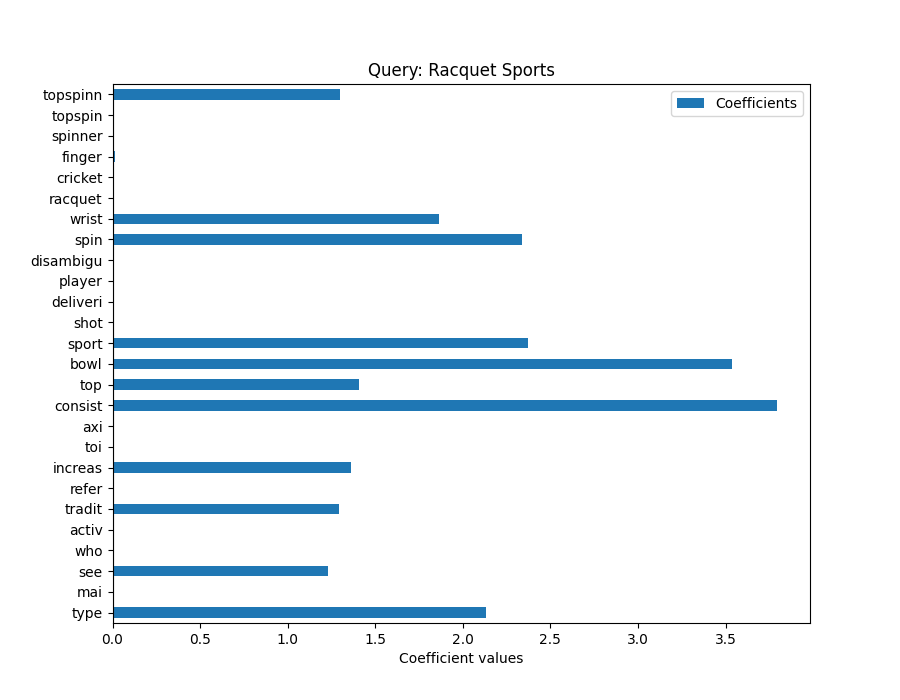 Query: Racquet Sports
Coefficients
topspinn
topspin
spinner
finger
cricket
racquet
wrist
spin
disambigu
player
deliveri
shot
sport
bowl
top
consist
axi
toi
increas
refer
tradit
activ
who
see
mai
type
0.0 0.5 1.0 1.5 2.0 2.5 3.0 3.5
Coefficient values